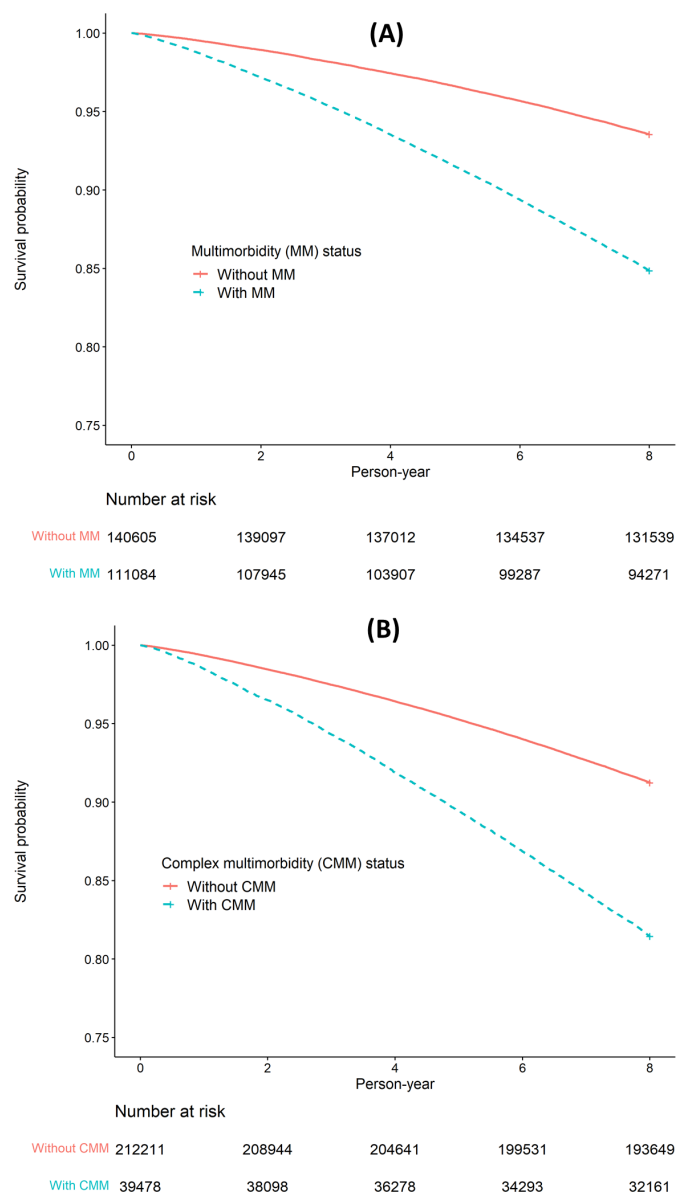 (A)
1.00
0.95
0.90
0.85
0.80
0.75
Survival probability
Multimorbidity (MM) status
Without MM
With MM
0 2 4 6 8
Person-year
Number at risk
Without MM 140605 139097 137012 134537 131539
With MM 111084 107945 103907 99287 94271
(B)
1.00
0.95
0.90
0.85
0.80
0.75
Survival probability
Complex multimorbidity (CMM) status
Without CMM
With CMM
0 2 4 6 8
Person-year
Number at risk
Without CMM 212211 208944 204641 199531 193649
With CMM 39478 38098 36278 34293 32161